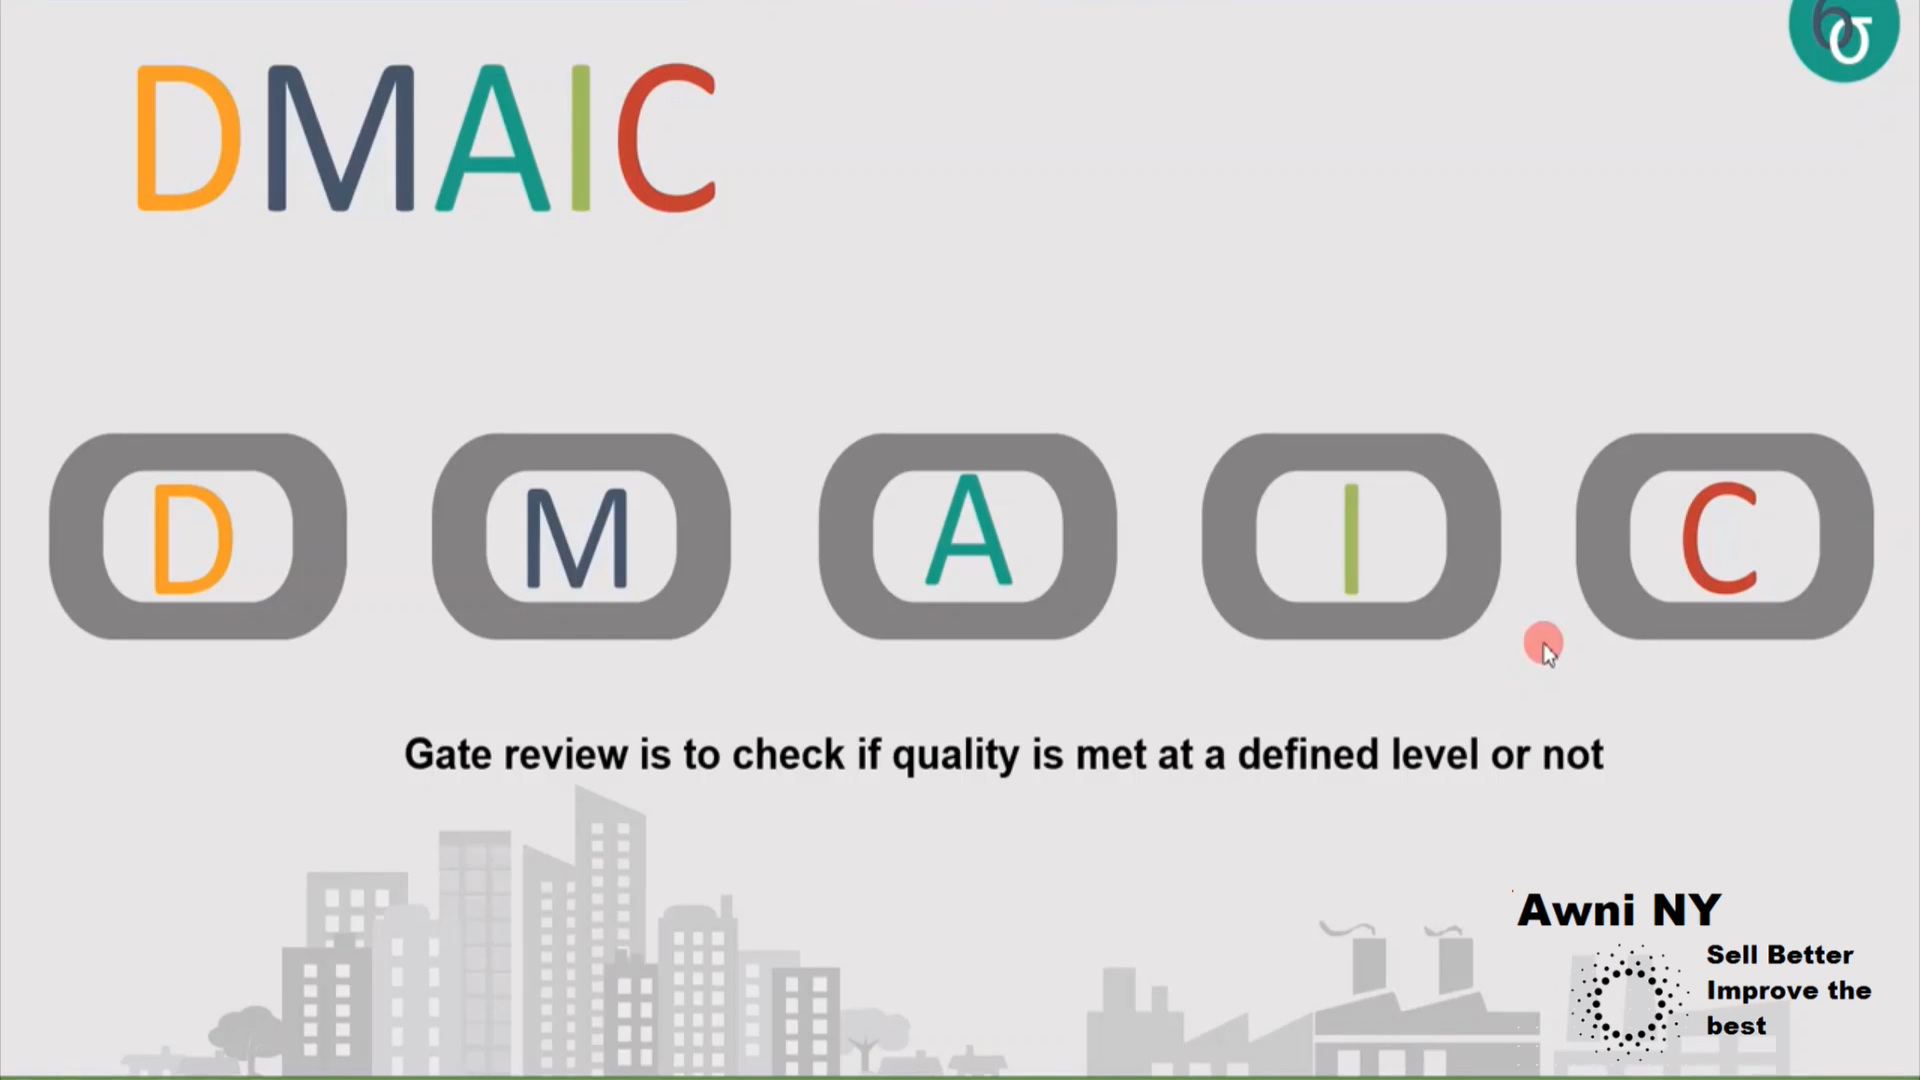 6σ
DMAIC
D M A I C
Gate review is to check if quality is met at a defined level or not
Awni NY
Sell Better
Improve the
best